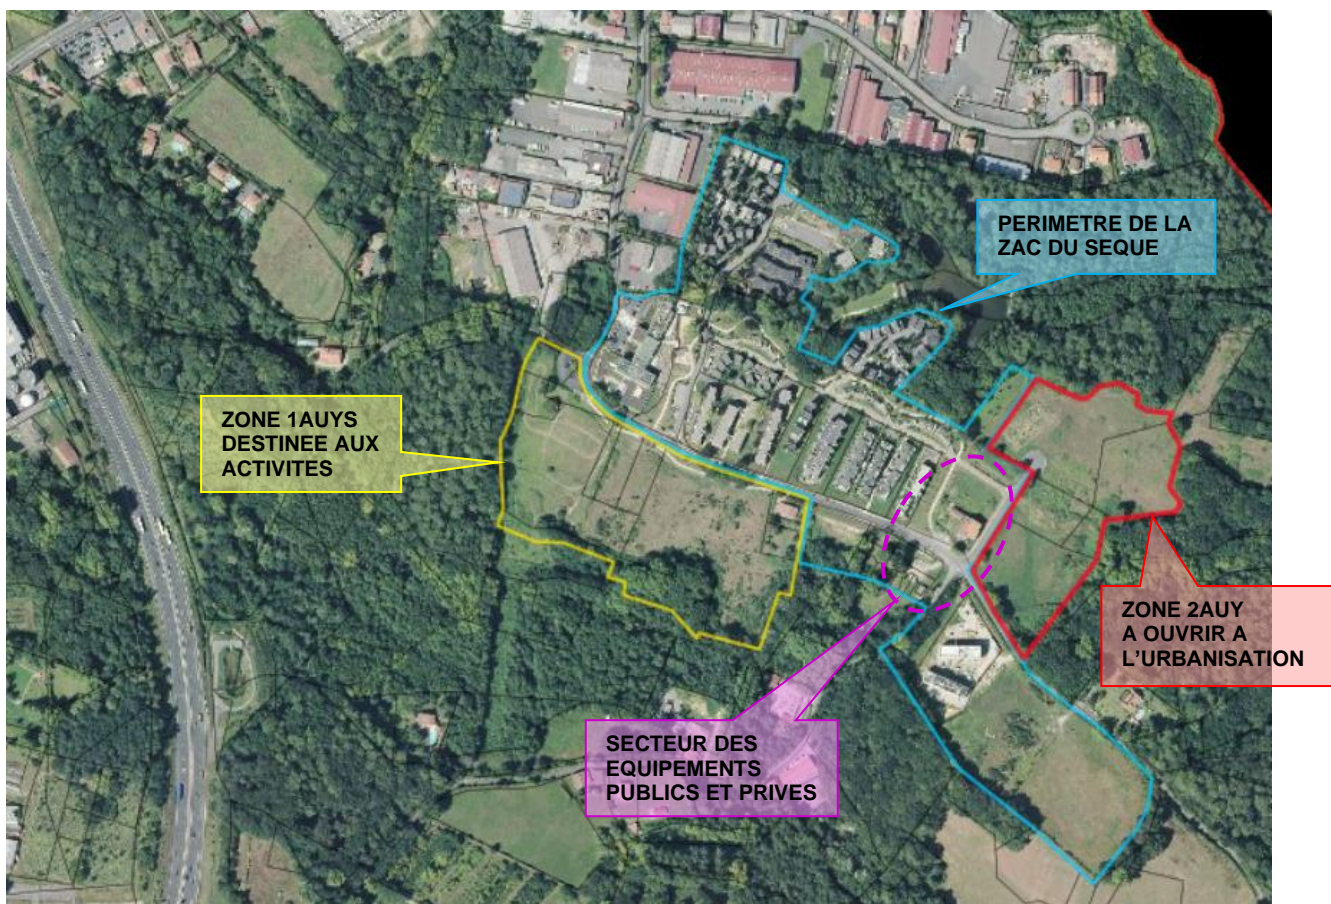 PERIMETRE DE LA
ZAC DU SEQUE
ZONE 1AUYS
DESTINEE AUX
ACTIVITES
ZONE 2AUY
A OUVRIR A
L'URBANISATION
SECTEUR DES
EQUIPEMENTS
PUBLICS ET PRIVES